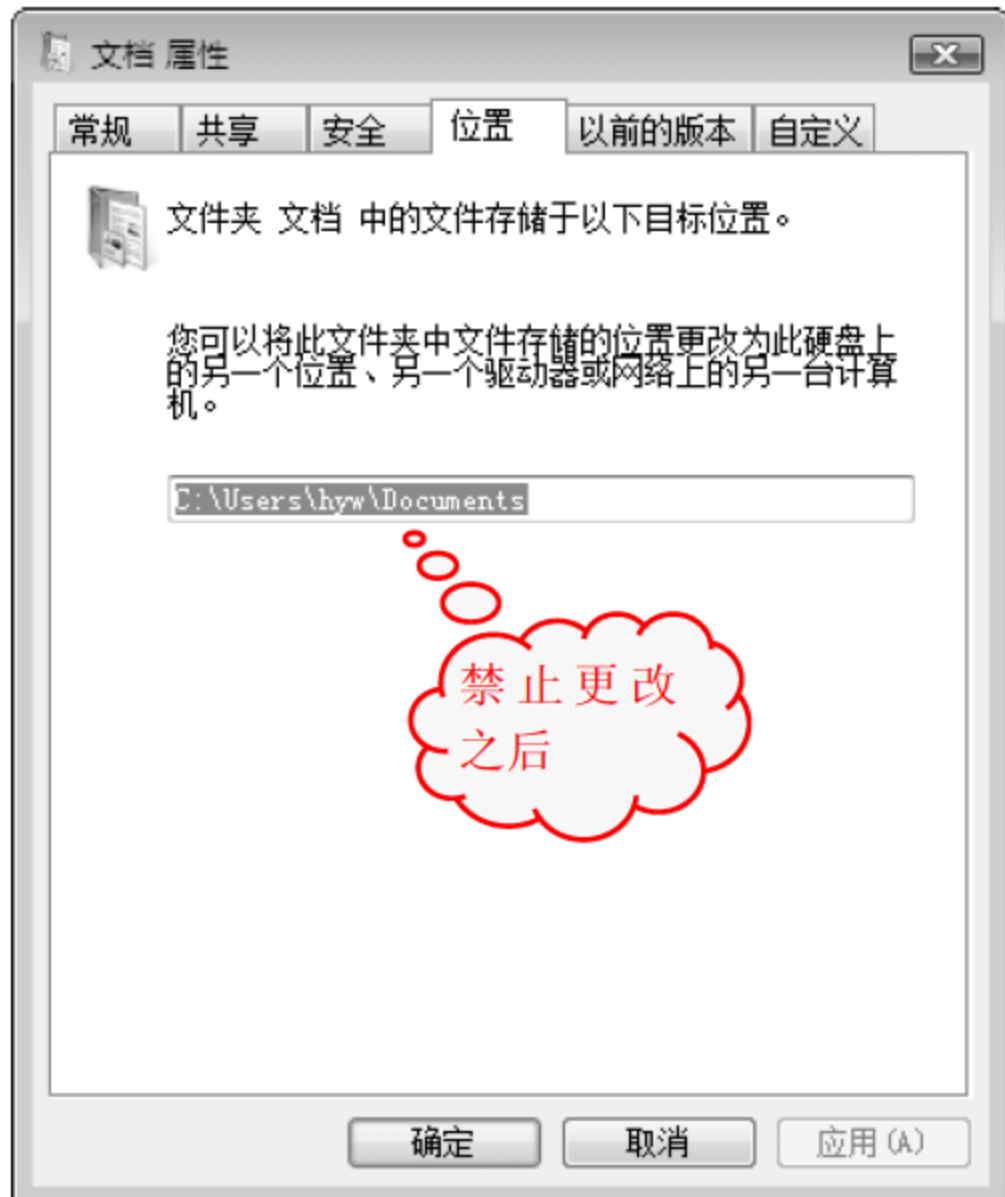 文档 属性
常规 共享 安全 位置 以前的版本 自定义
文件夹 文档 中的文件存储于以下目标位置。
您可以将此文件夹中文件存储的位置更改为此硬盘上
的另一个位置、另一个驱动器或网络上的另一台计算
机。
C:\Users\hyw\Documents
禁止更改
之后
确定 取消 应用(A)